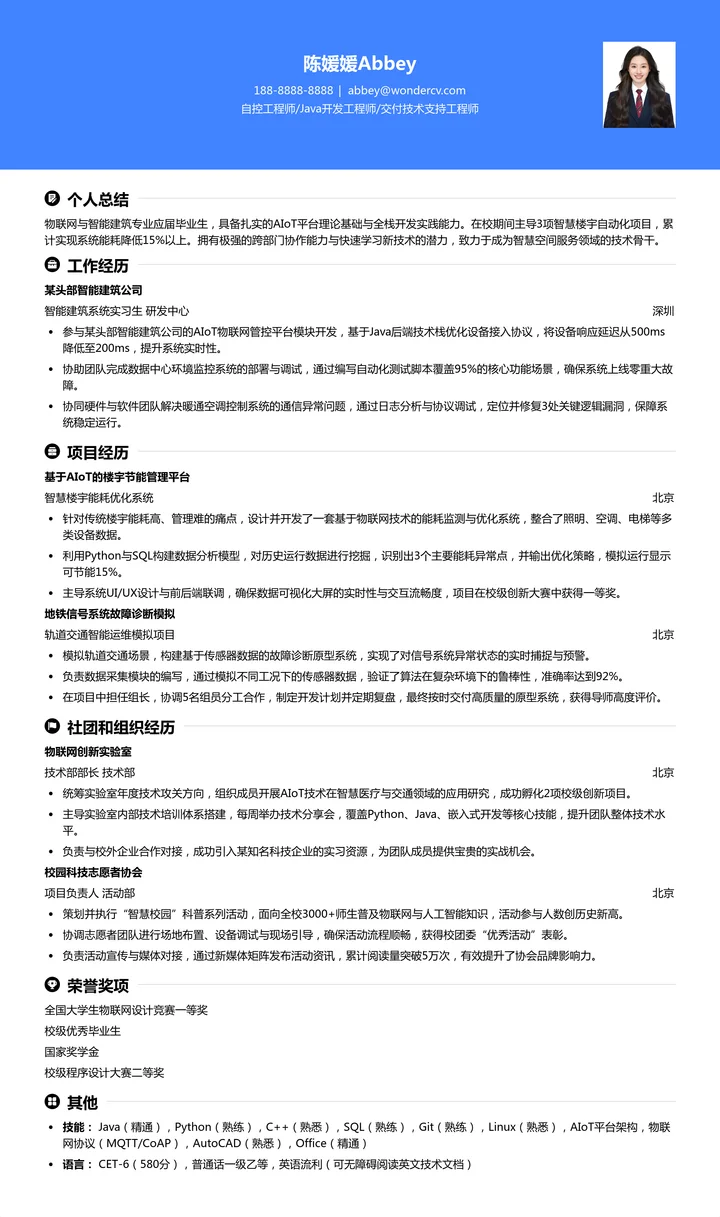 陈媛媛Abbey
188-8888-8888 | abbey@wondercv.com
自控工程师/Java开发工程师/交付技术支持工程师
个人总结
物联网与智能建筑专业应届毕业生，具备扎实的AIoT平台理论基础与全栈开发实践能力。在校期间主导3项智慧楼宇自动化项目，累
计实现系统能耗降低15%以上。拥有极强的跨部门协作能力与快速学习新技术的潜力，致力于成为智慧空间服务领域的技术骨干。
工作经历
某头部智能建筑公司
智能建筑系统实习生 研发中心 深圳
• 参与某头部智能建筑公司的AIoT物联网管控平台模块开发，基于Java后端技术栈优化设备接入协议，将设备响应延迟从500ms
降低至200ms，提升系统实时性。
• 协助团队完成数据中心环境监控系统的部署与调试，通过编写自动化测试脚本覆盖95%的核心功能场景，确保系统上线零重大故
障。
• 协同硬件与软件团队解决暖通空调控制系统的通信异常问题，通过日志分析与协议调试，定位并修复3处关键逻辑漏洞，保障系
统稳定运行。
项目经历
基于AIoT的楼宇节能管理平台
智慧楼宇能耗优化系统 北京
• 针对传统楼宇能耗高、管理难的痛点，设计并开发了一套基于物联网技术的能耗监测与优化系统，整合了照明、空调、电梯等多
类设备数据。
• 利用Python与SQL构建数据分析模型，对历史运行数据进行挖掘，识别出3个主要能耗异常点，并输出优化策略，模拟运行显示
可节能15%。
• 主导系统UI/UX设计与前后端联调，确保数据可视化大屏的实时性与交互流畅度，项目在校级创新大赛中获得一等奖。
地铁信号系统故障诊断模拟
轨道交通智能运维模拟项目 北京
• 模拟轨道交通场景，构建基于传感器数据的故障诊断原型系统，实现了对信号系统异常状态的实时捕捉与预警。
• 负责数据采集模块的编写，通过模拟不同工况下的传感器数据，验证了算法在复杂环境下的鲁棒性，准确率达到92%。
• 在项目中担任组长，协调5名组员分工合作，制定开发计划并定期复盘，最终按时交付高质量的原型系统，获得导师高度评价。
社团和组织经历
物联网创新实验室
技术部部长 技术部 北京
• 统筹实验室年度技术攻关方向，组织成员开展AIoT技术在智慧医疗与交通领域的应用研究，成功孵化2项校级创新项目。
• 主导实验室内部技术培训体系搭建，每周举办技术分享会，覆盖Python、Java、嵌入式开发等核心技能，提升团队整体技术水
平。
• 负责与校外企业合作对接，成功引入某知名科技企业的实习资源，为团队成员提供宝贵的实战机会。
校园科技志愿者协会
项目负责人 活动部 北京
• 策划并执行“智慧校园”科普系列活动，面向全校3000+师生普及物联网与人工智能知识，活动参与人数创历史新高。
• 协调志愿者团队进行场地布置、设备调试与现场引导，确保活动流程顺畅，获得校团委“优秀活动”表彰。
• 负责活动宣传与媒体对接，通过新媒体矩阵发布活动资讯，累计阅读量突破5万次，有效提升了协会品牌影响力。
荣誉奖项
全国大学生物联网设计竞赛一等奖
校级优秀毕业生
国家奖学金
校级程序设计大赛二等奖
其他
• 技能： Java（精通），Python（熟练），C++（熟悉），SQL（熟练），Git（熟练），Linux（熟悉），AIoT平台架构，物联
网协议（MQTT/CoAP），AutoCAD（熟悉），Office（精通）
• 语言： CET-6（580分），普通话一级乙等，英语流利（可无障碍阅读英文技术文档）